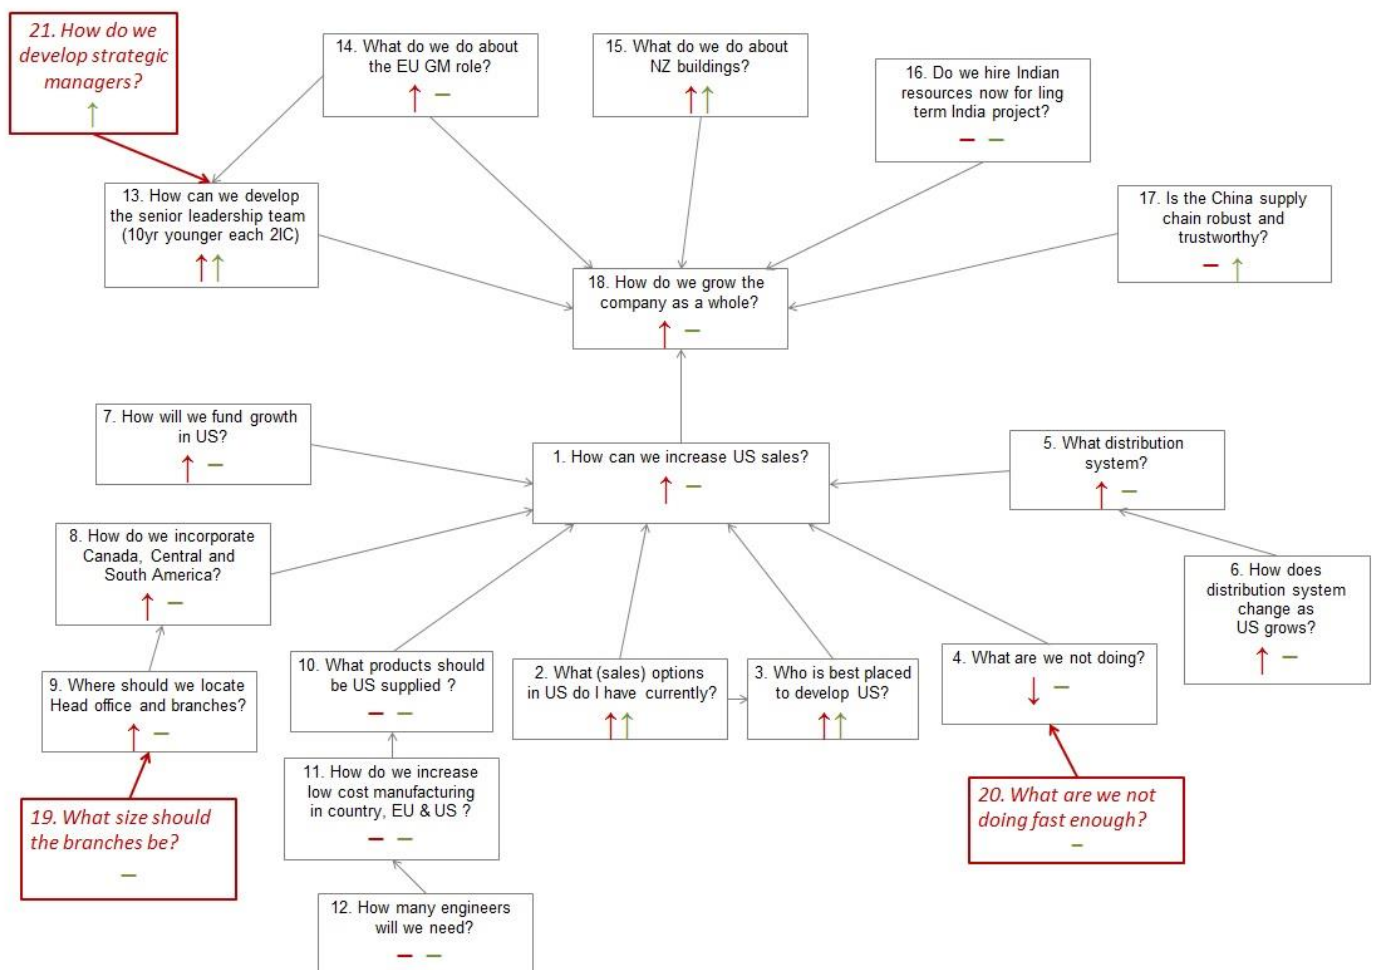 21. How do we
develop strategic
managers?
14. What do we do about
the EU GM role?
15. What do we do about
NZ buildings?
16. Do we hire Indian
resources now for ling
term India project?
13. How can we develop
the senior leadership team
(10yr younger each 2IC)
17. Is the China supply
chain robust and
trustworthy?
18. How do we grow the
company as a whole?
7. How will we fund growth
in US?
1. How can we increase US sales?
5. What distribution
system?
8. How do we incorporate
Canada, Central and
South America?
6. How does
distribution system
change as
US grows?
9. Where should we locate
Head office and branches?
10. What products should
be US supplied ?
2. What (sales) options
in US do I have currently?
3. Who is best placed
to develop US?
4. What are we not doing?
11. How do we increase
low cost manufacturing
in country, EU & US ?
19. What size should
the branches be?
20. What are we not
doing fast enough?
12. How many engineers
will we need?